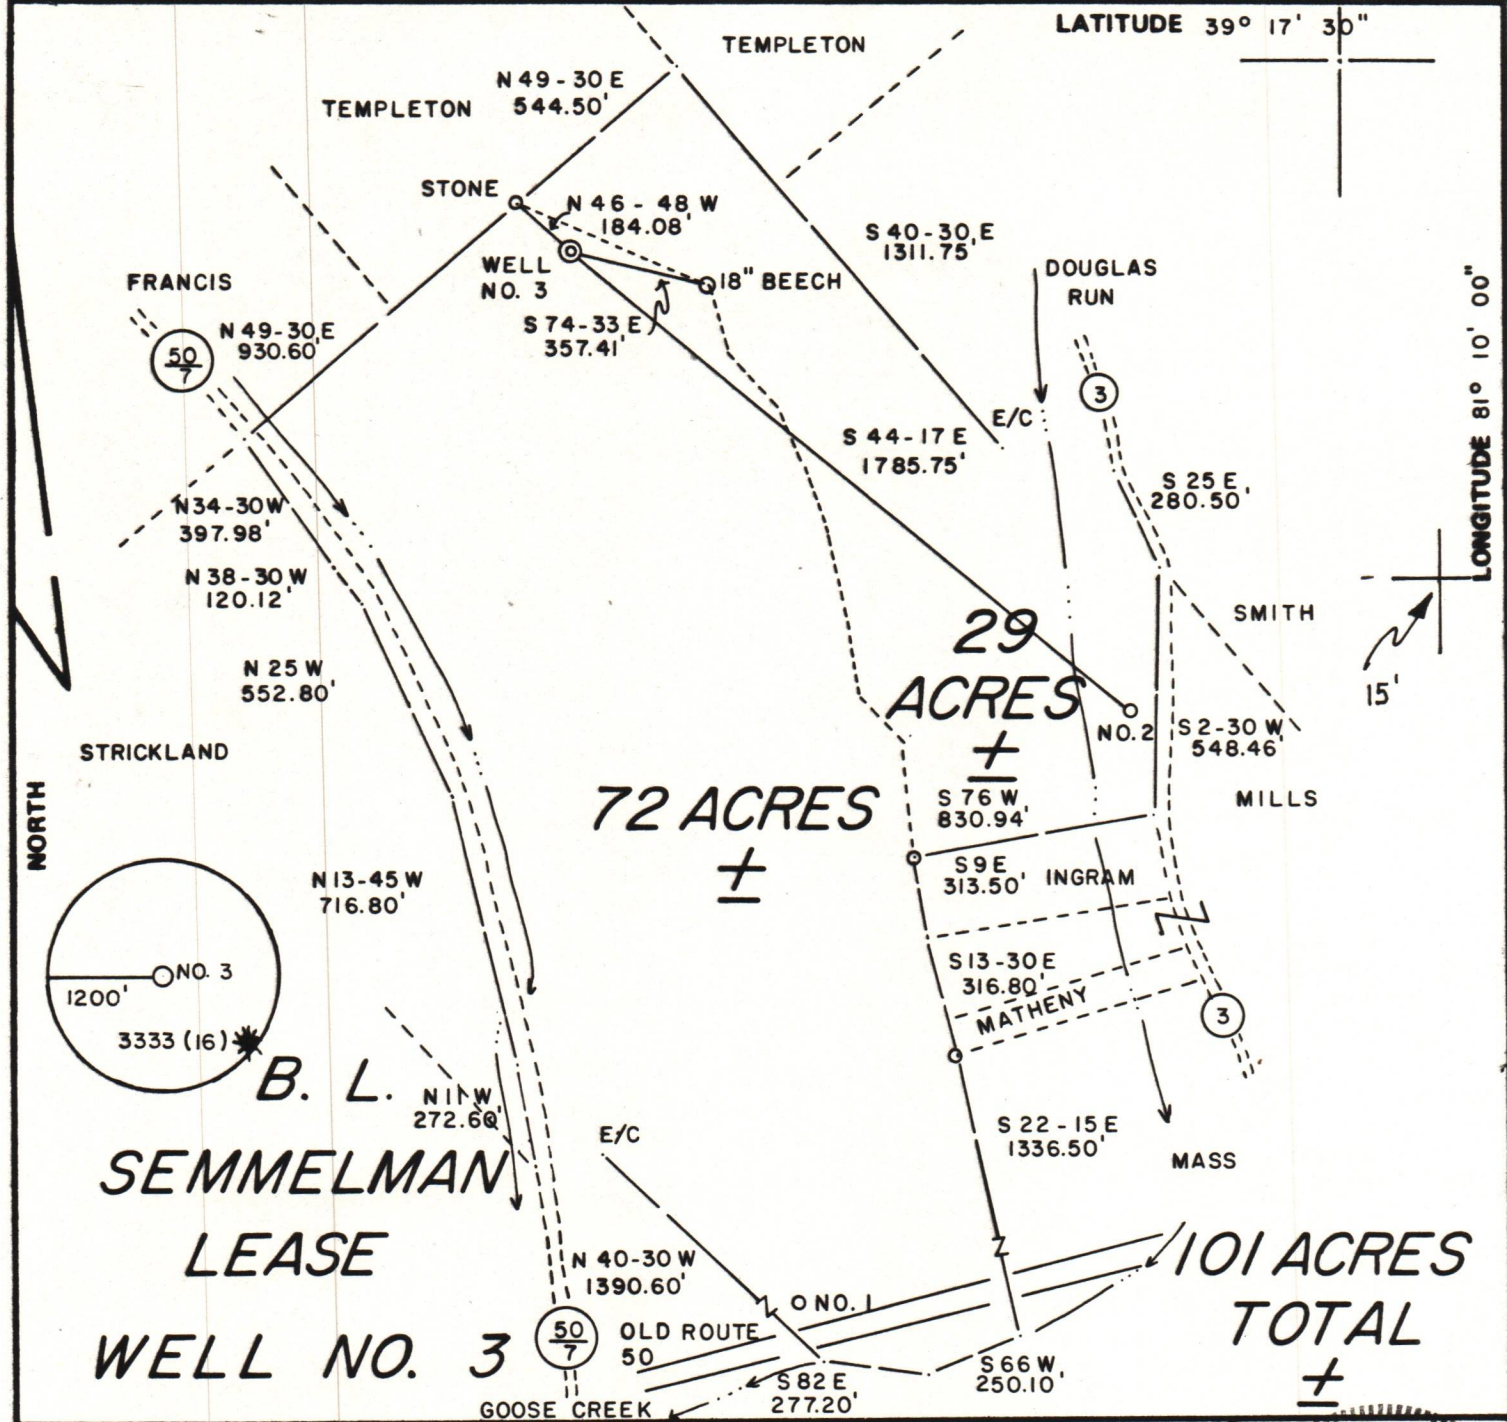 LATITUDE 39° 17' 30"
TEMPLETON
N 49-30 E
544.50'
TEMPLETON
STONE
N 46-48 W
184.08'
S 40-30 E
1311.75'
WELL
NO. 3
18" BEECH
DOUGLAS
RUN
FRANCIS
LONGITUDE 81° 10' 00"
S 74-33 E
357.41'
N 49-30 E
930.60'
50
7
3
E/C
S 44-17 E
1785.75'
S 25 E
280.50'
N 34-30 W
397.98'
N 38-30 W
120.12'
29
ACRES
±
SMITH
15'
N 25 W
552.80'
NO. 2
S 2-30 W
548.46'
STRICKLAND
NORTH
72 ACRES
±
S 76 W
830.94'
MILLS
N 13-45 W
716.80'
S 9 E
313.50'
INGRAM
NO. 3
1200'
3333 (16)
S 13-30 E
316.80'
MATHENY
3
B. L.
SEMMELMAN
LEASE
WELL NO. 3
N 11 W
272.60'
E/C
S 22-15 E
1336.50'
MASS
N 40-30 W
1390.60'
NO. 1
101 ACRES
TOTAL
±
50
7
OLD ROUTE
50
S 66 W
250.10'
S 82 E
277.20'
GOOSE CREEK